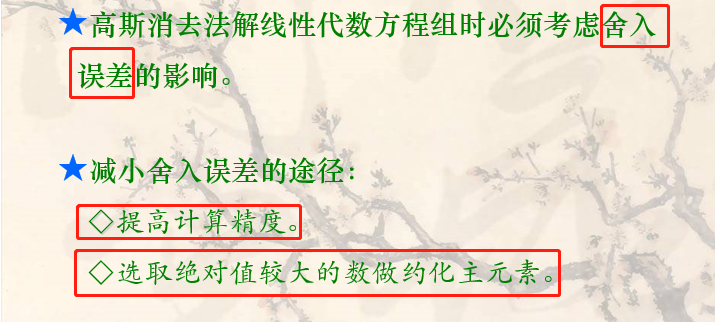 ★高斯消去法解线性代数方程组时必须考虑舍入
误差的影响。
★减小舍入误差的途径：
◇提高计算精度。
◇选取绝对值较大的数做约化主元素。